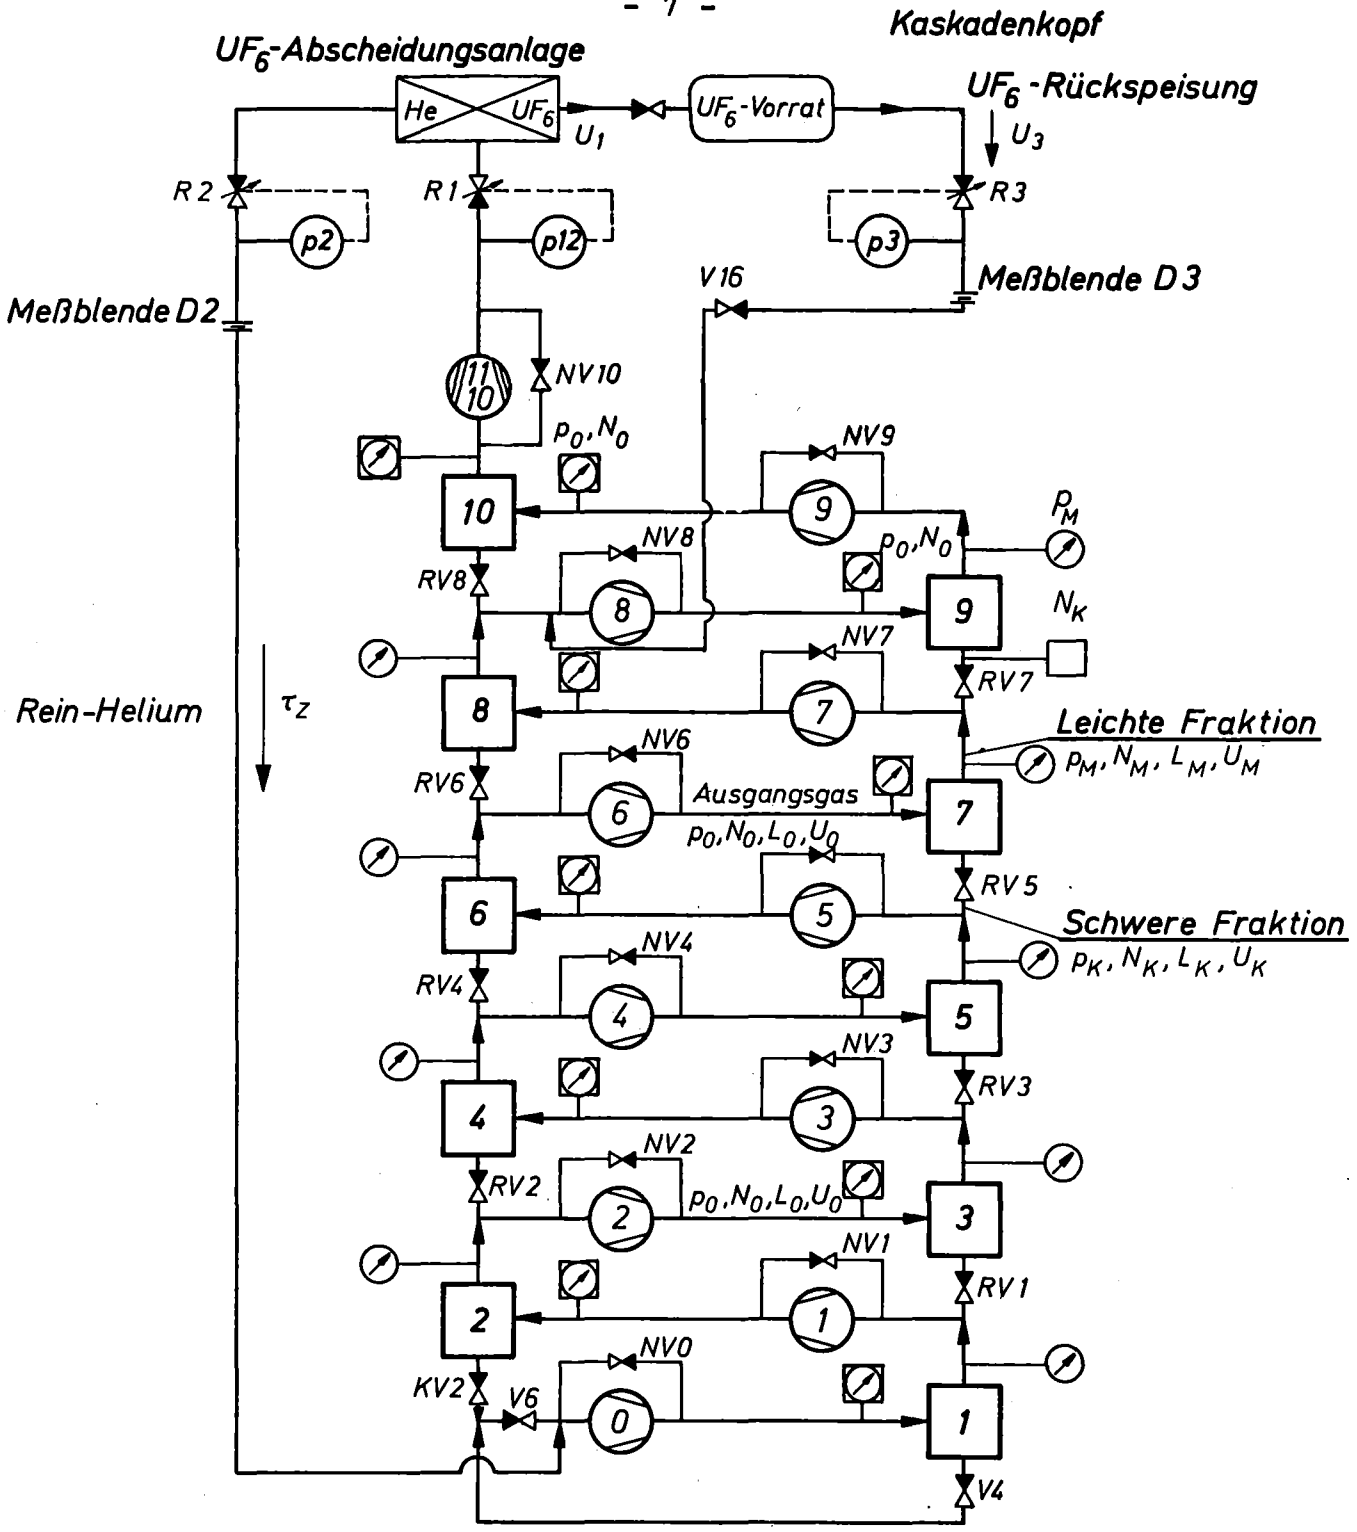 - 7 -
Kaskadenkopf
UF6-Abscheidungsanlage
UF6-Rückspeisung
He
UF6
UF6-Vorrat
U1
U3
R2
R1
R3
p2
p12
p3
V16
Meßblende D3
Meßblende D2
11
10
NV10
p0, N0
NV9
10
9
pM
NV8
p0, N0
RV8
8
9
NK
NV7
RV7
Rein-Helium
τZ
8
7
Leichte Fraktion
pM, NM, LM, UM
NV6
RV6
6
Ausgangsgas
7
p0, N0, L0, U0
RV5
6
5
Schwere Fraktion
pK, NK, LK, UK
NV4
RV4
4
5
NV3
RV3
4
3
NV2
RV2
p0, N0, L0, U0
2
3
NV1
RV1
2
1
NV0
KV2
V6
0
1
V4